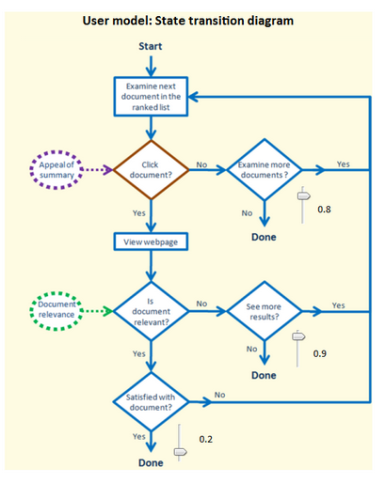 User model: State transition diagram
Start
Examine next
document in the
ranked list
Appeal of
summary
Click
document?
No
Examine more
documents ?
Yes
Yes
No
0.8
Done
View webpage
Document
relevance
Is
document
relevant?
No
See more
results?
Yes
Yes
No
0.9
Done
Satisfied with
document?
No
Yes
0.2
Done